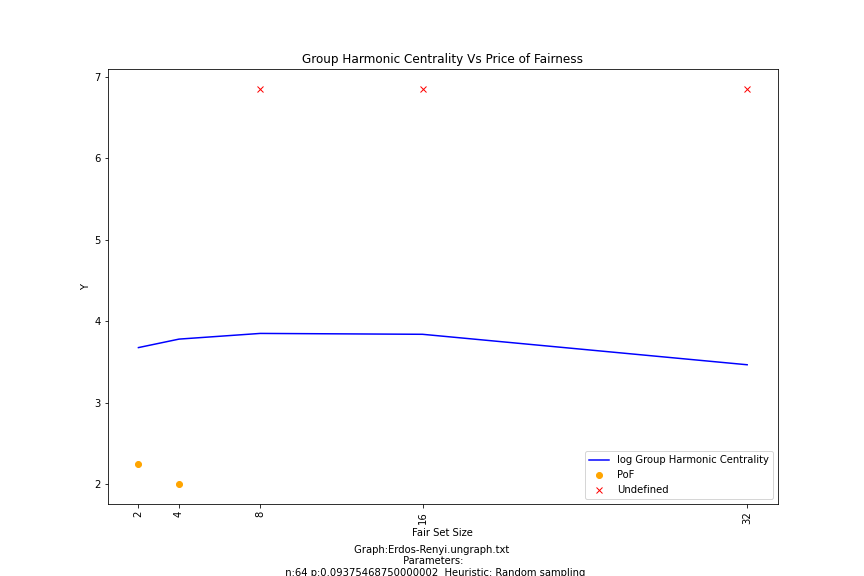 Group Harmonic Centrality Vs Price of Fairness
7
6
5
4
3
2
Y
log Group Harmonic Centrality
PoF
Undefined
2
4
8
16
32
Fair Set Size
Graph:Erdos-Renyi.ungraph.txt
Parameters:
n:64 p:0.09375468750000002 Heuristic: Random sampling